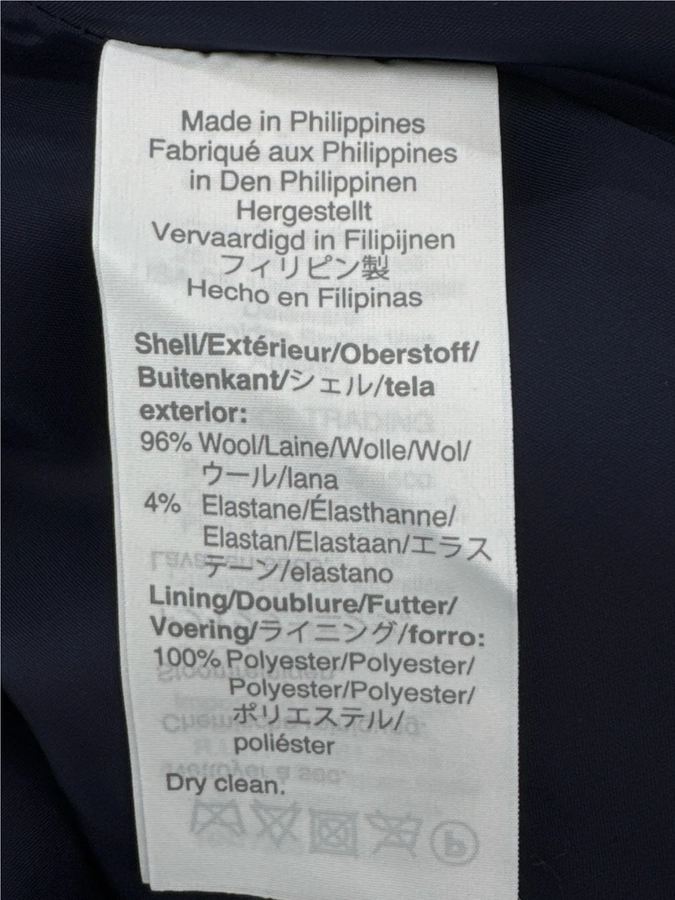 Made in Philippines
Fabriqué aux Philippines
in Den Philippinen
Hergestellt
Vervaardigd in Filipijnen
フィリピン製
Hecho en Filipinas
Shell/Extérieur/Oberstoff/
Buitenkant/シェル/tela
exterior:
96% Wool/Laine/Wolle/Wol/
ウール/lana
4% Elastane/Élasthanne/
Elastan/Elastaan/エラス
テーン/elastano
Lining/Doublure/Futter/
Voering/ライニング/forro:
100% Polyester/Polyester/
Polyester/Polyester/
ポリエステル/
poliéster
Dry clean.